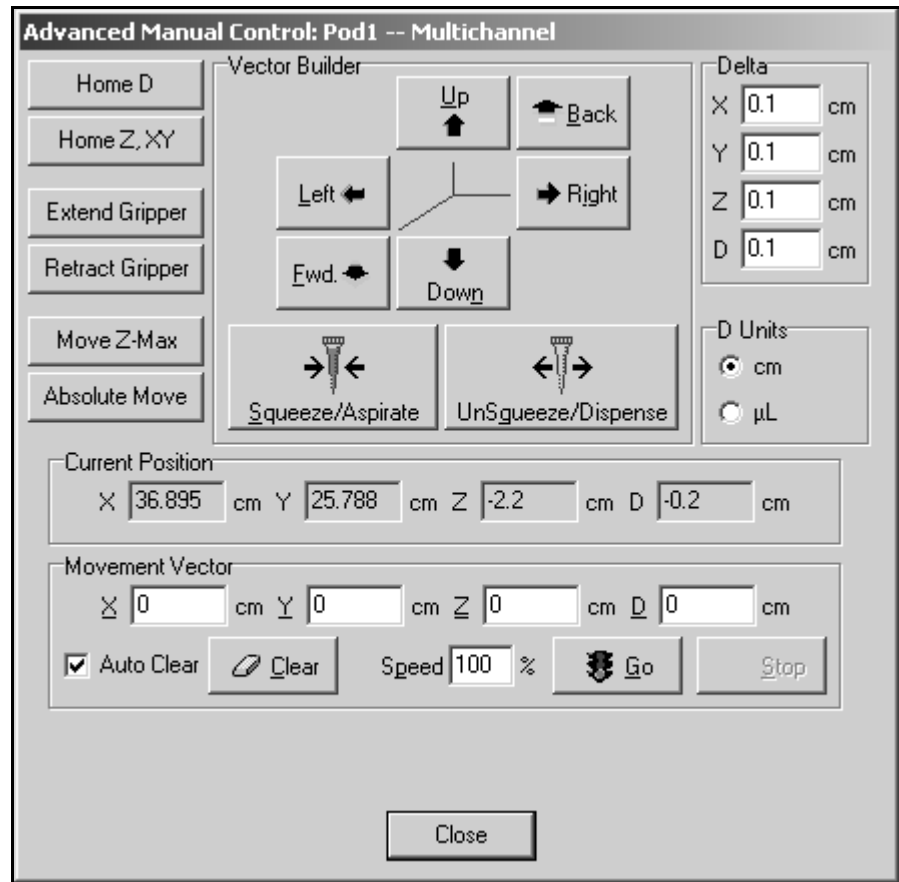 Advanced Manual Control: Pod1 -- Multichannel
Home D
Home Z, XY
Extend Gripper
Retract Gripper
Move Z-Max
Absolute Move
Vector Builder
Up
Back
Left
Right
Fwd.
Down
Squeeze/Aspirate
UnSqueeze/Dispense
Delta
X 0.1 cm
Y 0.1 cm
Z 0.1 cm
D 0.1 cm
D Units
cm
µL
Current Position
X 36.895 cm Y 25.788 cm Z -2.2 cm D -0.2 cm
Movement Vector
X 0 cm Y 0 cm Z 0 cm D 0 cm
Auto Clear Clear Speed 100 % Go Stop
Close